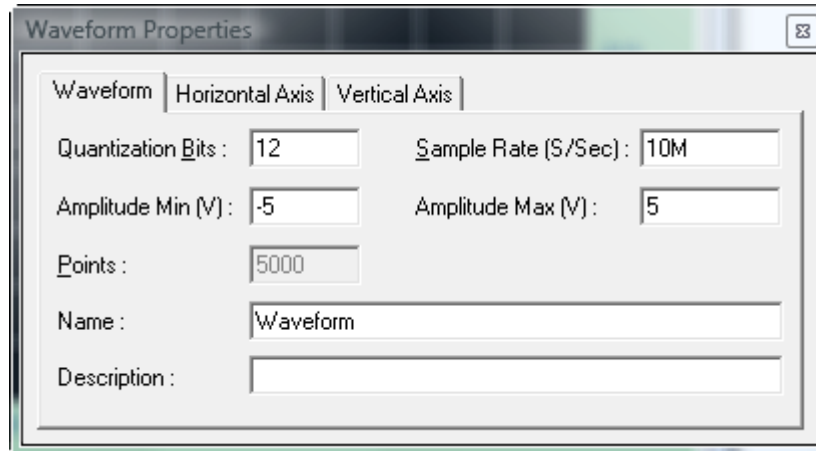 Waveform Properties
Waveform Horizontal Axis Vertical Axis
Quantization Bits : 12 Sample Rate (S/Sec) : 10M
Amplitude Min (V) : -5 Amplitude Max (V) : 5
Points : 5000
Name : Waveform
Description :